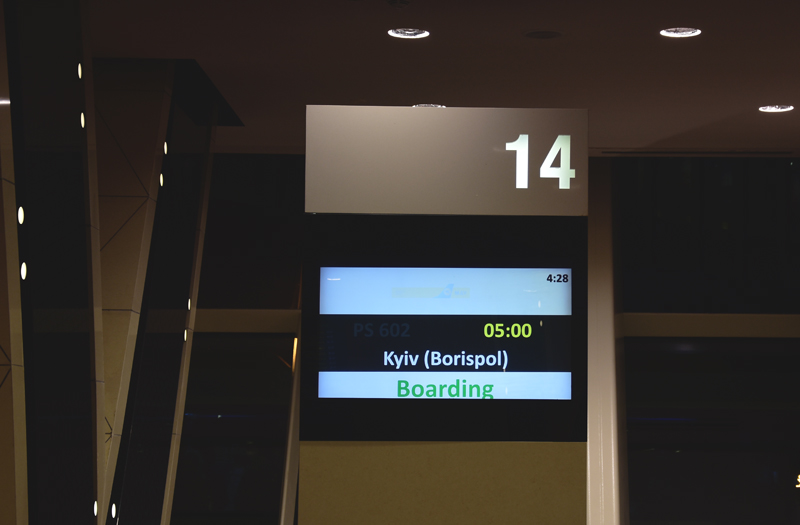 14
4:28
PS 602 05:00
Kyiv (Borispol)
Boarding